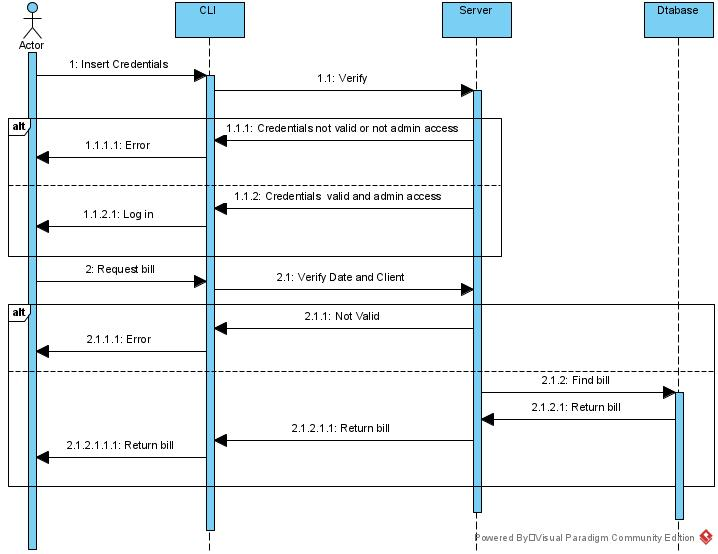 Actor
CLI
Server
Dtabase
1: Insert Credentials
1.1: Verify
alt
1.1.1: Credentials not valid or not admin access
1.1.1.1: Error
1.1.2: Credentials valid and admin access
1.1.2.1: Log in
2: Request bill
2.1: Verify Date and Client
alt
2.1.1: Not Valid
2.1.1.1: Error
2.1.2: Find bill
2.1.2.1: Return bill
2.1.2.1.1: Return bill
2.1.2.1.1.1: Return bill
Powered By□Visual Paradigm Community Edition